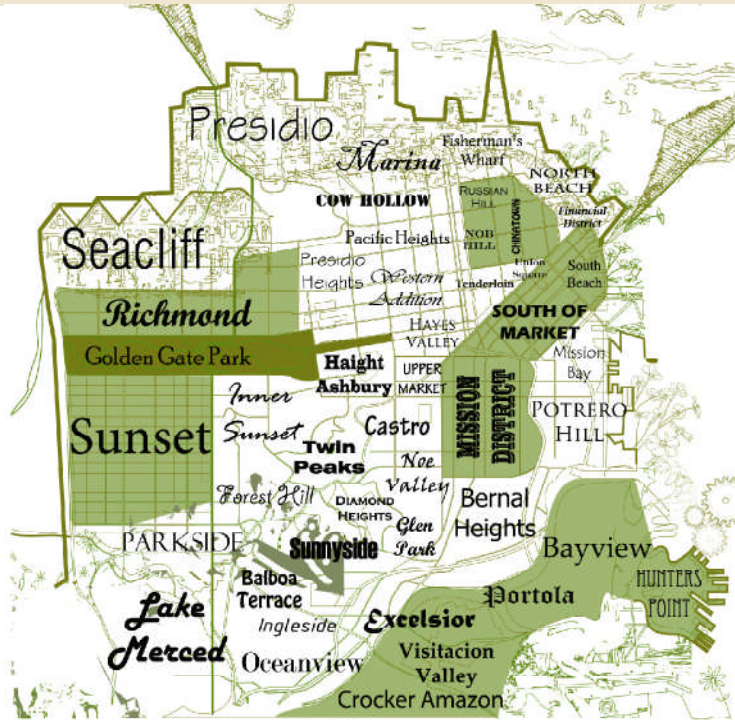 Presidio
Marina
Fisherman's
Wharf
NORTH
BEACH
COW HOLLOW
RUSSIAN
HILL
CHINATOWN
Financial
District
Seacliff
Pacific Heights
NOB
HILL
Presidio
Heights
Western
Addition
Tenderloin
Union
Square
South
Beach
Richmond
HAYES
VALLEY
SOUTH OF
MARKET
Golden Gate Park
Haight
Ashbury
UPPER
MARKET
MISSION
DISTRICT
Mission
Bay
Inner
Sunset
Sunset
Castro
POTRERO
HILL
Twin
Peaks
Noe
Valley
Forest Hill
DIAMOND
HEIGHTS
Bernal
Heights
PARKSIDE
Sunnyside
Glen
Park
Bayview
HUNTERS
POINT
Balboa
Terrace
Portola
Lake
Merced
Ingleside
Excelsior
Oceanview
Visitacion
Valley
Crocker Amazon